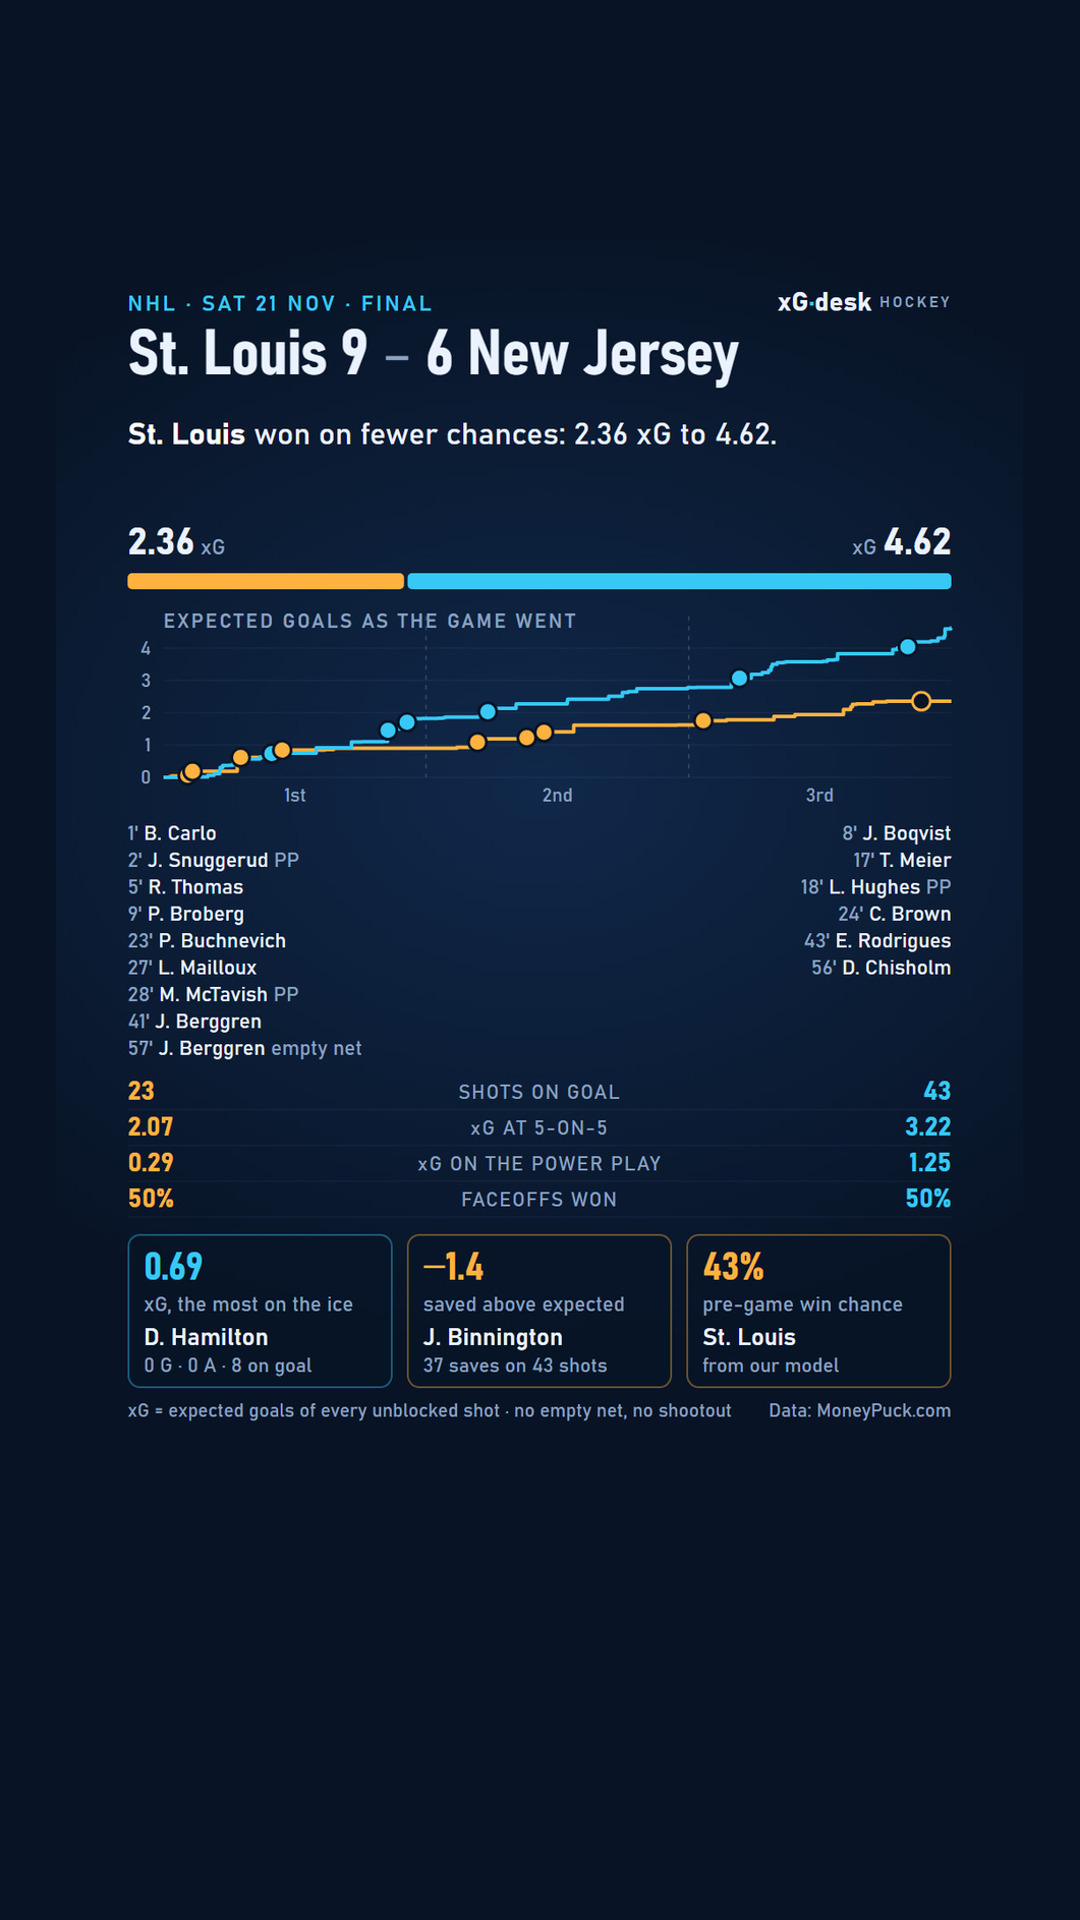 NHL · SAT 21 NOV · FINAL
xG·desk HOCKEY
St. Louis 9 – 6 New Jersey
St. Louis won on fewer chances: 2.36 xG to 4.62.
2.36 xG
xG 4.62
EXPECTED GOALS AS THE GAME WENT
4
3
2
1
0
1st 2nd 3rd
1' B. Carlo
2' J. Snuggerud PP
5' R. Thomas
9' P. Broberg
23' P. Buchnevich
27' L. Mailloux
28' M. McTavish PP
41' J. Berggren
57' J. Berggren empty net
8' J. Boqvist
17' T. Meier
18' L. Hughes PP
24' C. Brown
43' E. Rodrigues
56' D. Chisholm
23 SHOTS ON GOAL 43
2.07 xG AT 5-ON-5 3.22
0.29 xG ON THE POWER PLAY 1.25
50% FACEOFFS WON 50%
0.69
xG, the most on the ice
D. Hamilton
0 G · 0 A · 8 on goal
–1.4
saved above expected
J. Binnington
37 saves on 43 shots
43%
pre-game win chance
St. Louis
from our model
xG = expected goals of every unblocked shot · no empty net, no shootout
Data: MoneyPuck.com